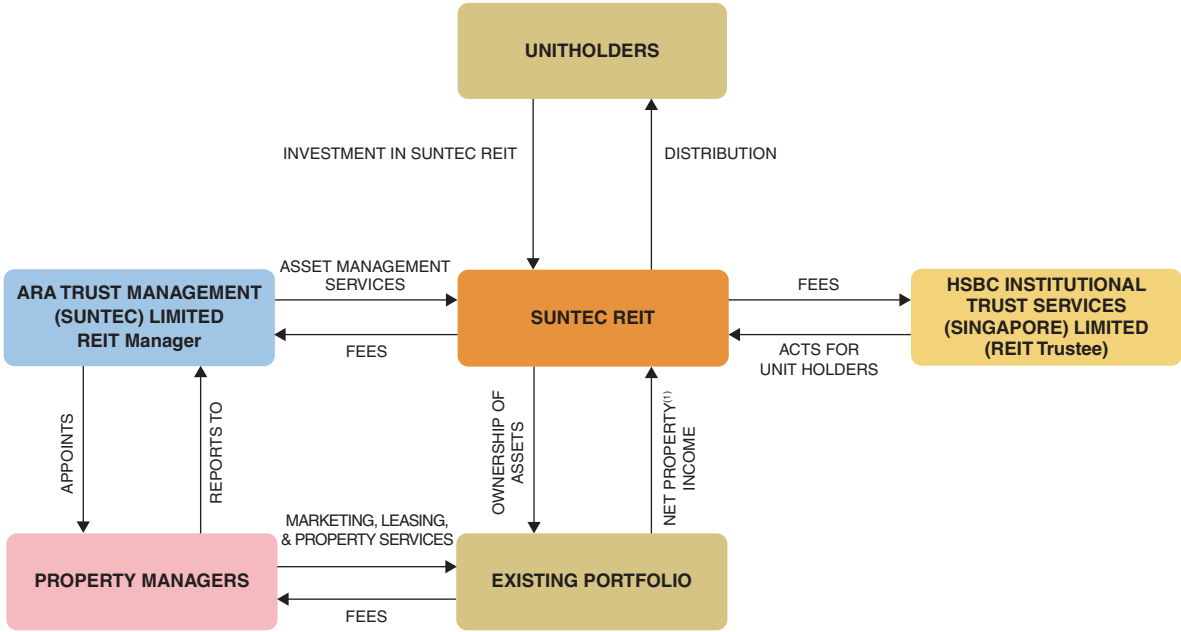 UNITHOLDERS
INVESTMENT IN SUNTEC REIT
DISTRIBUTION
ARA TRUST MANAGEMENT
(SUNTEC) LIMITED
REIT Manager
ASSET MANAGEMENT
SERVICES
FEES
SUNTEC REIT
FEES
ACTS FOR
UNIT HOLDERS
HSBC INSTITUTIONAL
TRUST SERVICES
(SINGAPORE) LIMITED
(REIT Trustee)
APPOINTS
REPORTS TO
OWNERSHIP OF
ASSETS
NET PROPERTY(1)
INCOME
PROPERTY MANAGERS
MARKETING, LEASING,
& PROPERTY SERVICES
FEES
EXISTING PORTFOLIO